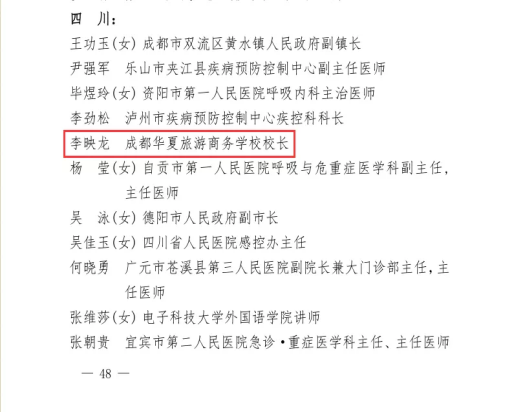 四 川:
王功玉(女) 成都市双流区黄水镇人民政府副镇长
尹强军 乐山市夹江县疾病预防控制中心副主任医师
毕煜玲(女) 资阳市第一人民医院呼吸内科主治医师
李劲松 泸州市疾病预防控制中心疾控科科长
李映龙 成都华夏旅游商务学校校长
杨 莹(女) 自贡市第一人民医院呼吸与危重症医学科副主任,
主任医师
吴 泳(女) 德阳市人民政府副市长
吴佳玉(女) 四川省人民医院感控办主任
何晓勇 广元市苍溪县第三人民医院副院长兼大门诊部主任,主
任医师
张维莎(女) 电子科技大学外国语学院讲师
张朝贵 宜宾市第二人民医院急诊·重症医学科主任、主任医师
— 48 —